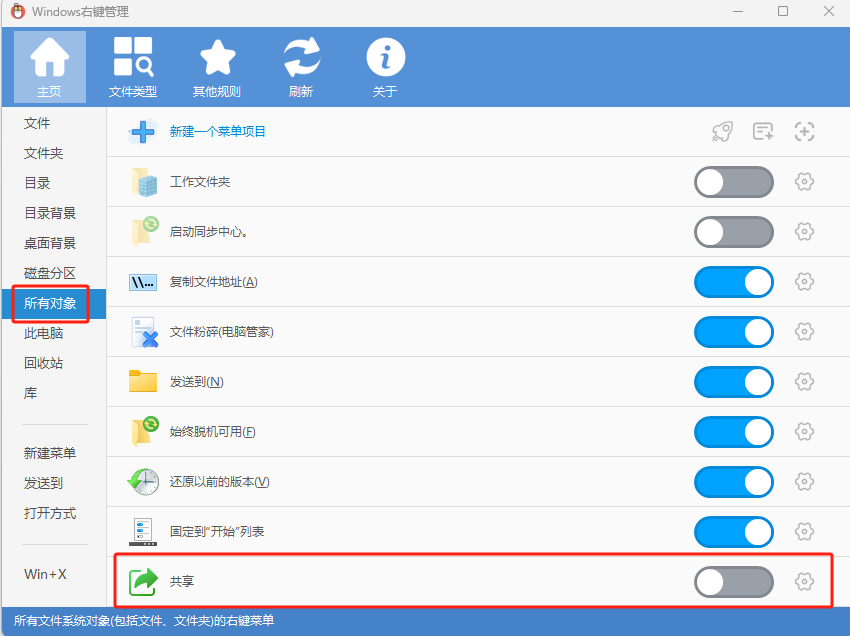 Windows右键管理
主页
文件类型
其他规则
刷新
关于
文件
文件夹
目录
目录背景
桌面背景
磁盘分区
所有对象
此电脑
回收站
库
新建菜单
发送到
打开方式
Win+X
新建一个菜单项目
工作文件夹
启动同步中心。
\\...
复制文件地址(A)
文件粉碎(电脑管家)
发送到(N)
始终脱机可用(F)
还原以前的版本(V)
固定到"开始"列表
共享
所有文件系统对象(包括文件、文件夹)的右键菜单